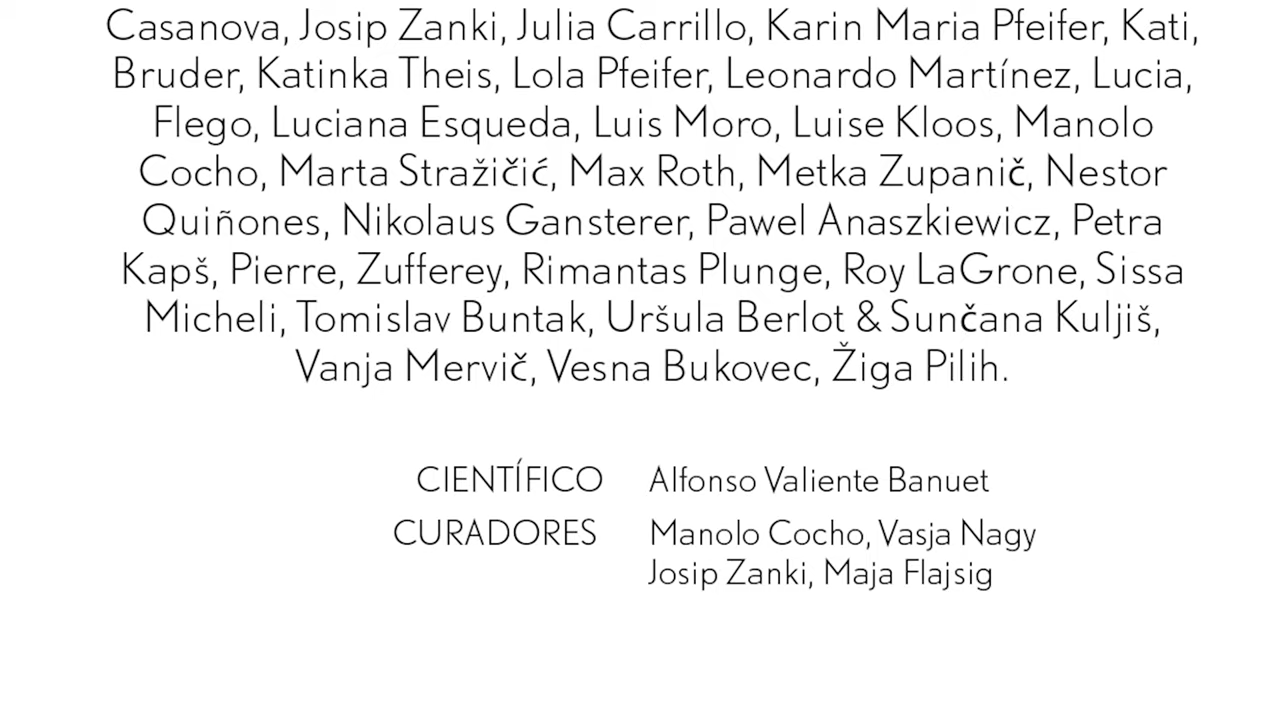 Casanova, Josip Zanki, Julia Carrillo, Karin Maria Pfeifer, Kati,
Bruder, Katinka Theis, Lola Pfeifer, Leonardo Martínez, Lucia,
Flego, Luciana Esqueda, Luis Moro, Luise Kloos, Manolo
Cocho, Marta Stražičić, Max Roth, Metka Zupanič, Nestor
Quiñones, Nikolaus Gansterer, Pawel Anaszkiewicz, Petra
Kapš, Pierre, Zufferey, Rimantas Plunge, Roy LaGrone, Sissa
Micheli, Tomislav Buntak, Uršula Berlot & Sunčana Kuljiš,
Vanja Mervič, Vesna Bukovec, Žiga Pilih.
CIENTÍFICO Alfonso Valiente Banuet
CURADORES Manolo Cocho, Vasja Nagy
Josip Zanki, Maja Flajsig